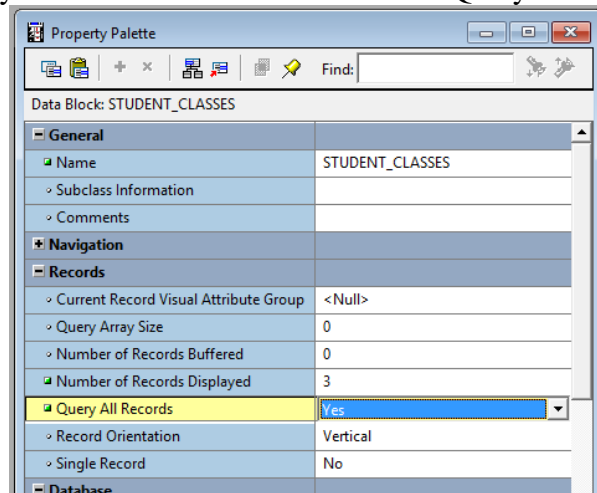 Property Palette
Find:
Data Block: STUDENT_CLASSES
General
Name STUDENT_CLASSES
Subclass Information
Comments
Navigation
Records
Current Record Visual Attribute Group <Null>
Query Array Size 0
Number of Records Buffered 0
Number of Records Displayed 3
Query All Records Yes
Record Orientation Vertical
Single Record No
Database